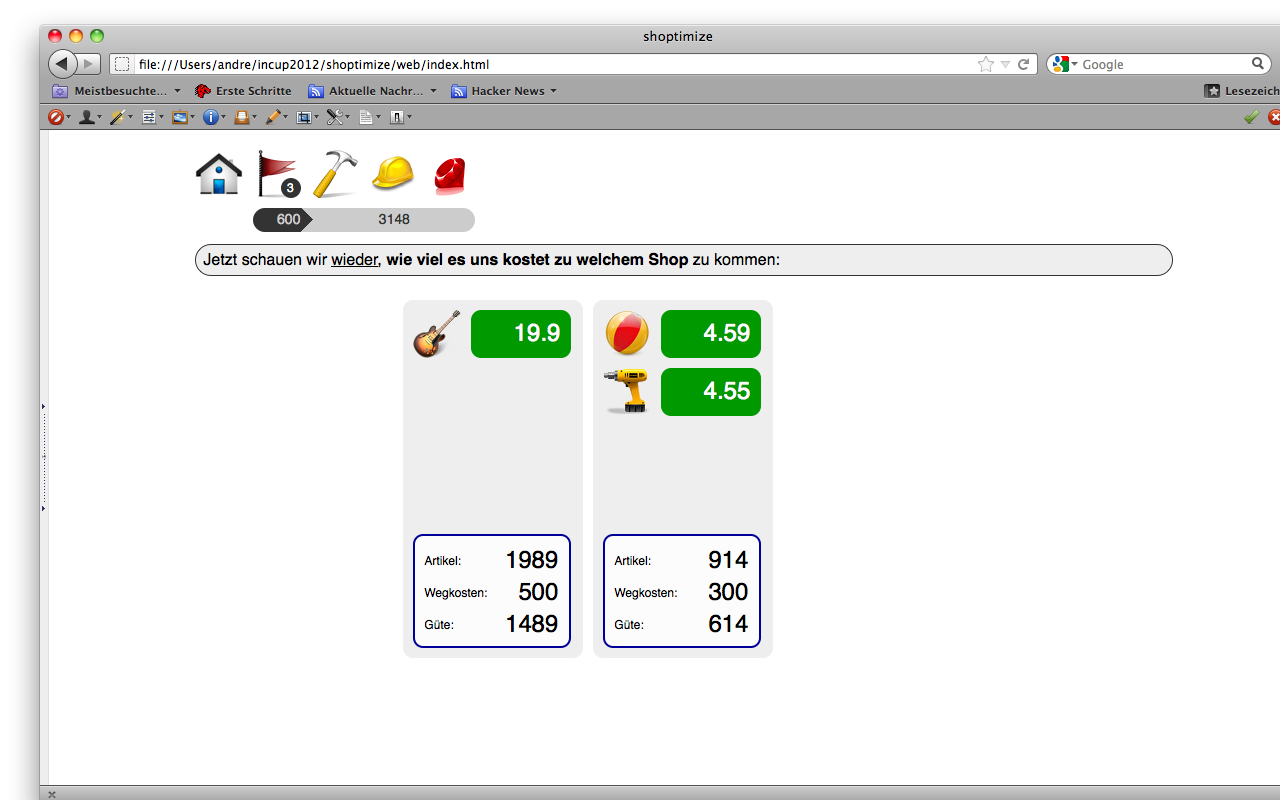 shoptimize
file:///Users/andre/incup2012/shoptimize/web/index.html
Google
Meistbesuchte... Erste Schritte Aktuelle Nachr... Hacker News Lesezeich
3
600 3148
Jetzt schauen wir wieder, wie viel es uns kostet zu welchem Shop zu kommen:
19.9
4.59
4.55
Artikel: 1989
Wegkosten: 500
Güte: 1489
Artikel: 914
Wegkosten: 300
Güte: 614